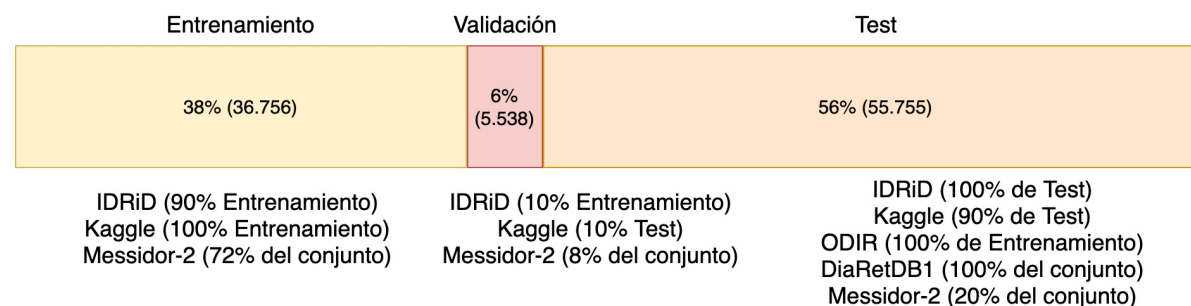 Entrenamiento
Validación
Test
38% (36.756)
6%
(5.538)
56% (55.755)
IDRiD (90% Entrenamiento)
Kaggle (100% Entrenamiento)
Messidor-2 (72% del conjunto)
IDRiD (10% Entrenamiento)
Kaggle (10% Test)
Messidor-2 (8% del conjunto)
IDRiD (100% de Test)
Kaggle (90% de Test)
ODIR (100% de Entrenamiento)
DiaRetDB1 (100% del conjunto)
Messidor-2 (20% del conjunto)